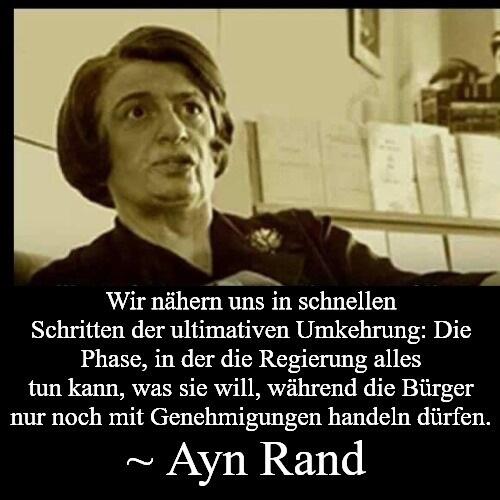 Wir nähern uns in schnellen
Schritten der ultimativen Umkehrung: Die
Phase, in der die Regierung alles
tun kann, was sie will, während die Bürger
nur noch mit Genehmigungen handeln dürfen.
~ Ayn Rand